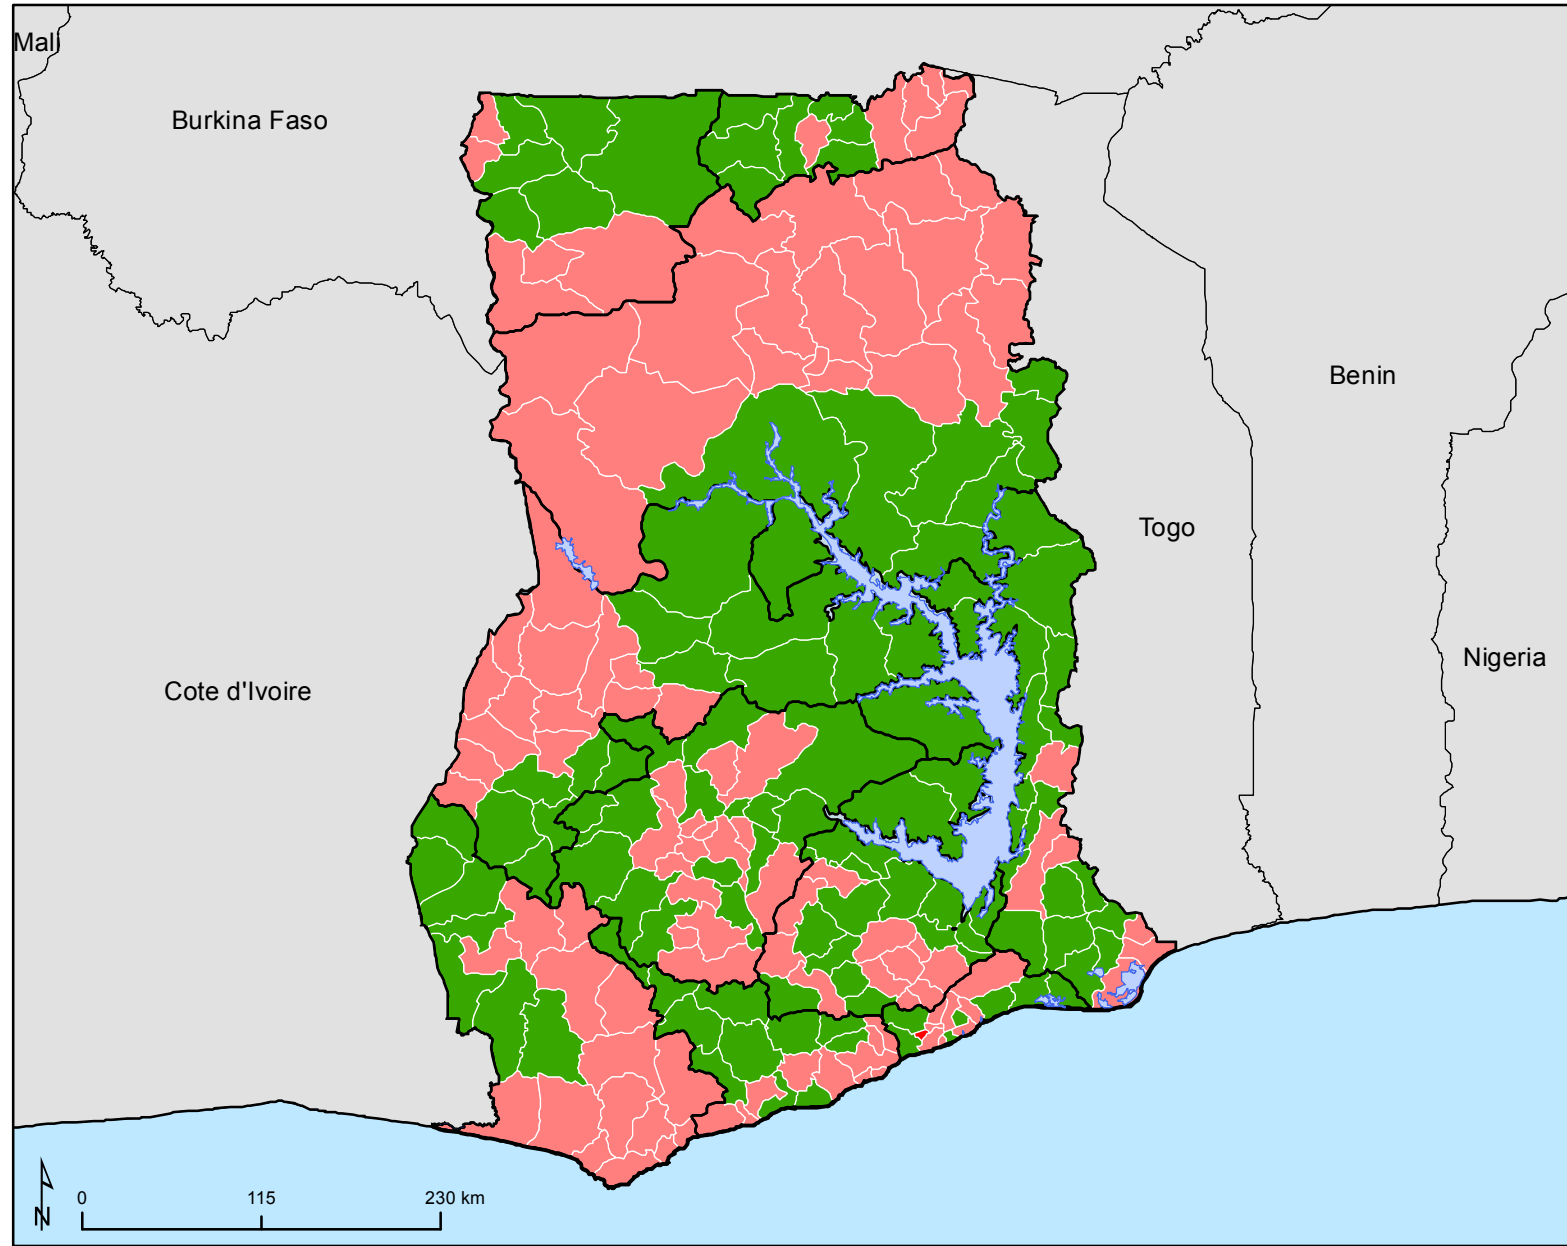 Mali
Burkina Faso
Benin
Togo
Nigeria
Cote d'Ivoire
N
0 115 230 km